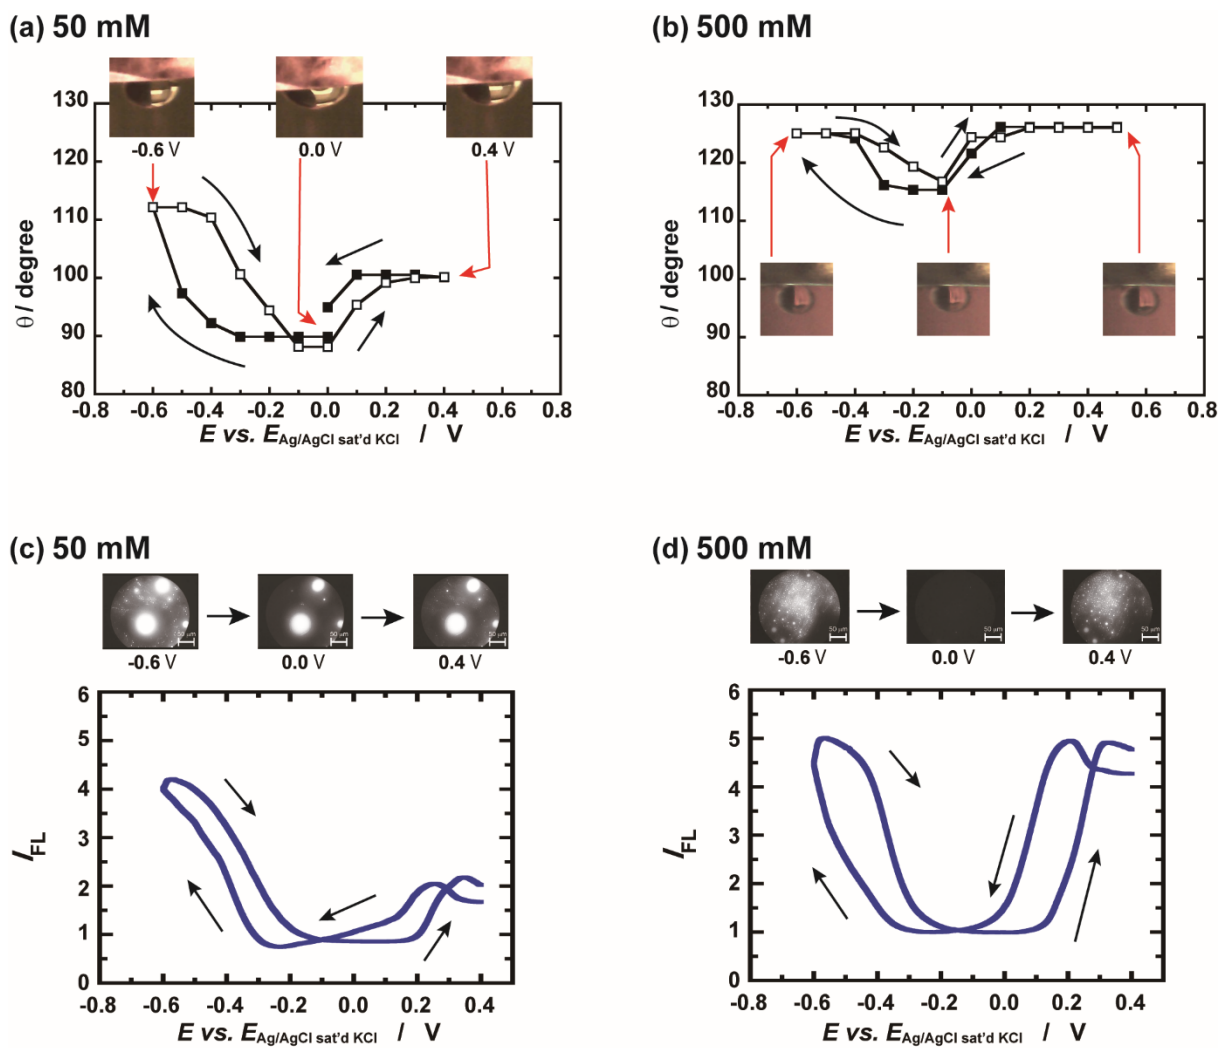 (a) 50 mM
-0.6 V
0.0 V
0.4 V
130
120
110
100
90
80
θ / degree
-0.8 -0.6 -0.4 -0.2 0.0 0.2 0.4 0.6 0.8
E vs. E Ag/AgCl sat'd KCl / V
(b) 500 mM
130
120
110
100
90
80
θ / degree
-0.8 -0.6 -0.4 -0.2 0.0 0.2 0.4 0.6 0.8
E vs. E Ag/AgCl sat'd KCl / V
(c) 50 mM
50 μm
50 μm
50 μm
-0.6 V
0.0 V
0.4 V
6
5
4
3
2
1
0
I FL
-0.8 -0.6 -0.4 -0.2 0.0 0.2 0.4
E vs. E Ag/AgCl sat'd KCl / V
(d) 500 mM
50 μm
50 μm
50 μm
-0.6 V
0.0 V
0.4 V
6
5
4
3
2
1
0
I FL
-0.8 -0.6 -0.4 -0.2 0.0 0.2 0.4
E vs. E Ag/AgCl sat'd KCl / V